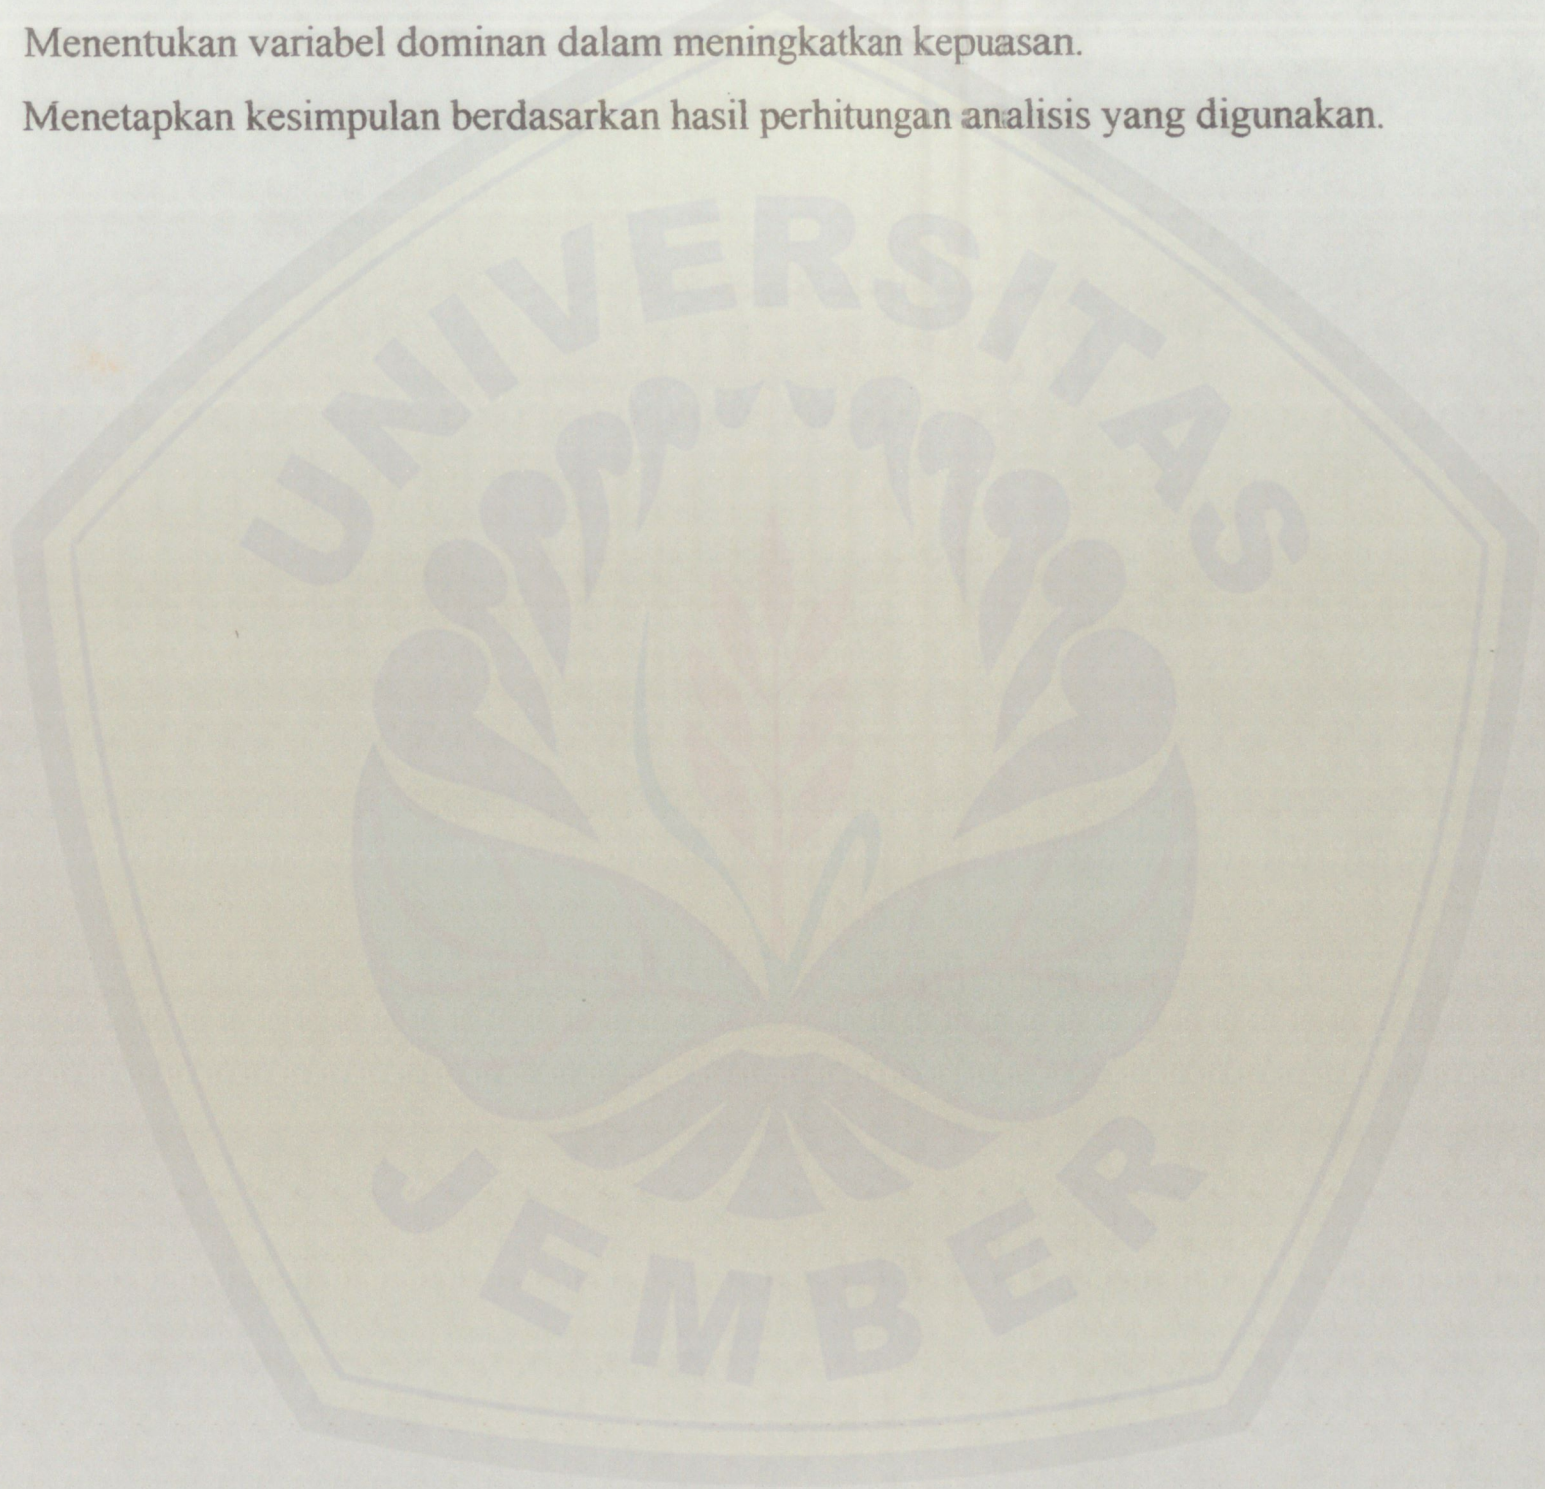 Menentukan variabel dominan dalam meningkatkan kepuasan.
Menetapkan kesimpulan berdasarkan hasil perhitungan analisis yang digunakan.
UNIVERSITAS
JEMBER